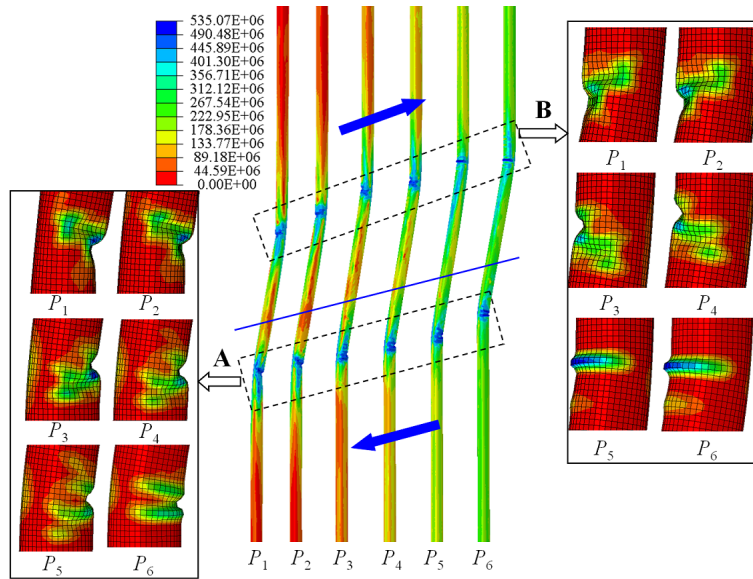 535.07E+06
490.48E+06
445.89E+06
401.30E+06
356.71E+06
312.12E+06
267.54E+06
222.95E+06
178.36E+06
133.77E+06
89.18E+06
44.59E+06
0.00E+00
B
P1 P2
P3 P4
P5 P6
A
P1 P2
P3 P4
P5 P6
P1 P2 P3 P4 P5 P6